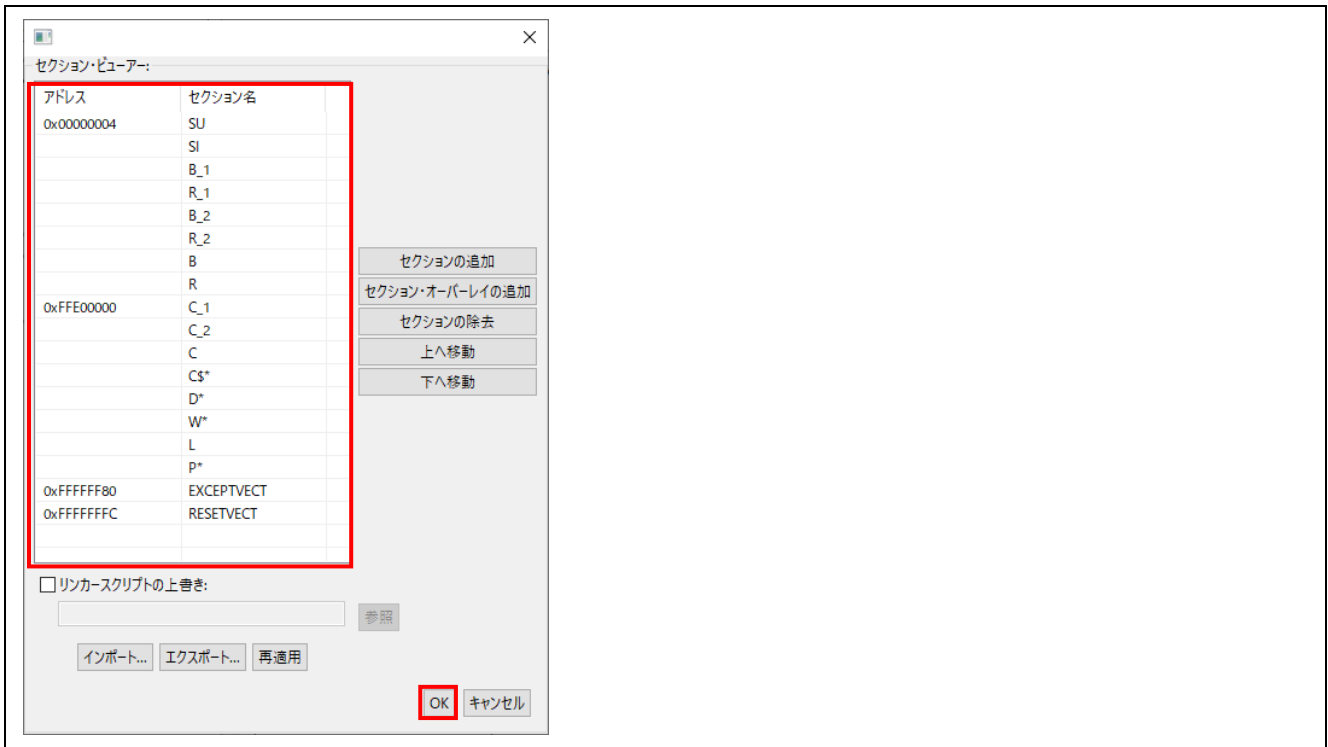 セクション・ビューアー:
アドレス セクション名
0x00000004 SU
SI
B_1
R_1
B_2
R_2
B
R
0xFFE00000 C_1
C_2
C
C$*
D*
W*
L
P*
0xFFFFFF80 EXCEPTVECT
0xFFFFFFFC RESETVECT
セクションの追加
セクション・オーバーレイの追加
セクションの除去
上へ移動
下へ移動
リンカースクリプトの上書き:
参照
インポート... エクスポート... 再適用
OK キャンセル